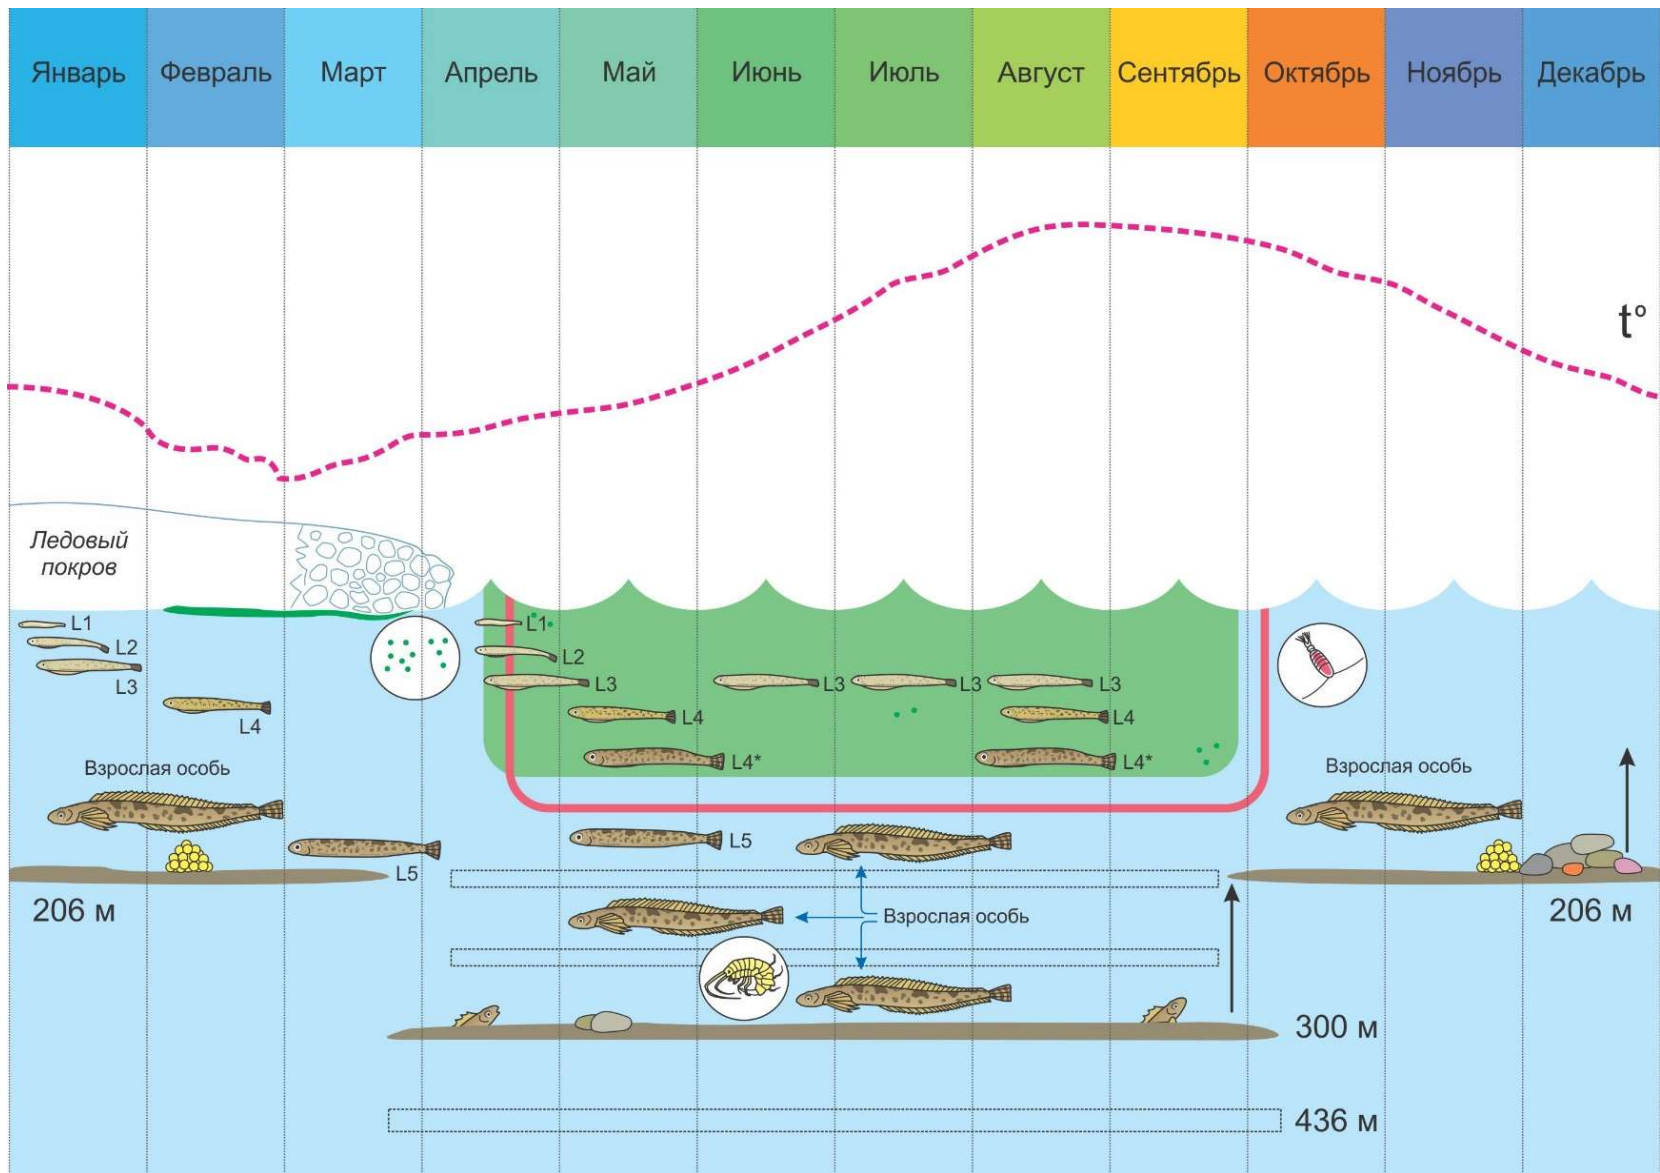 Январь Февраль Март Апрель Май Июнь Июль Август Сентябрь Октябрь Ноябрь Декабрь
t°
Ледовый
покров
L1
L2
L3
L4
L1
L2
L3
L3
L3
L3
L4
L4
L4*
L4*
Взрослая особь
Взрослая особь
L5
L5
206 м
Взрослая особь
206 м
300 м
436 м